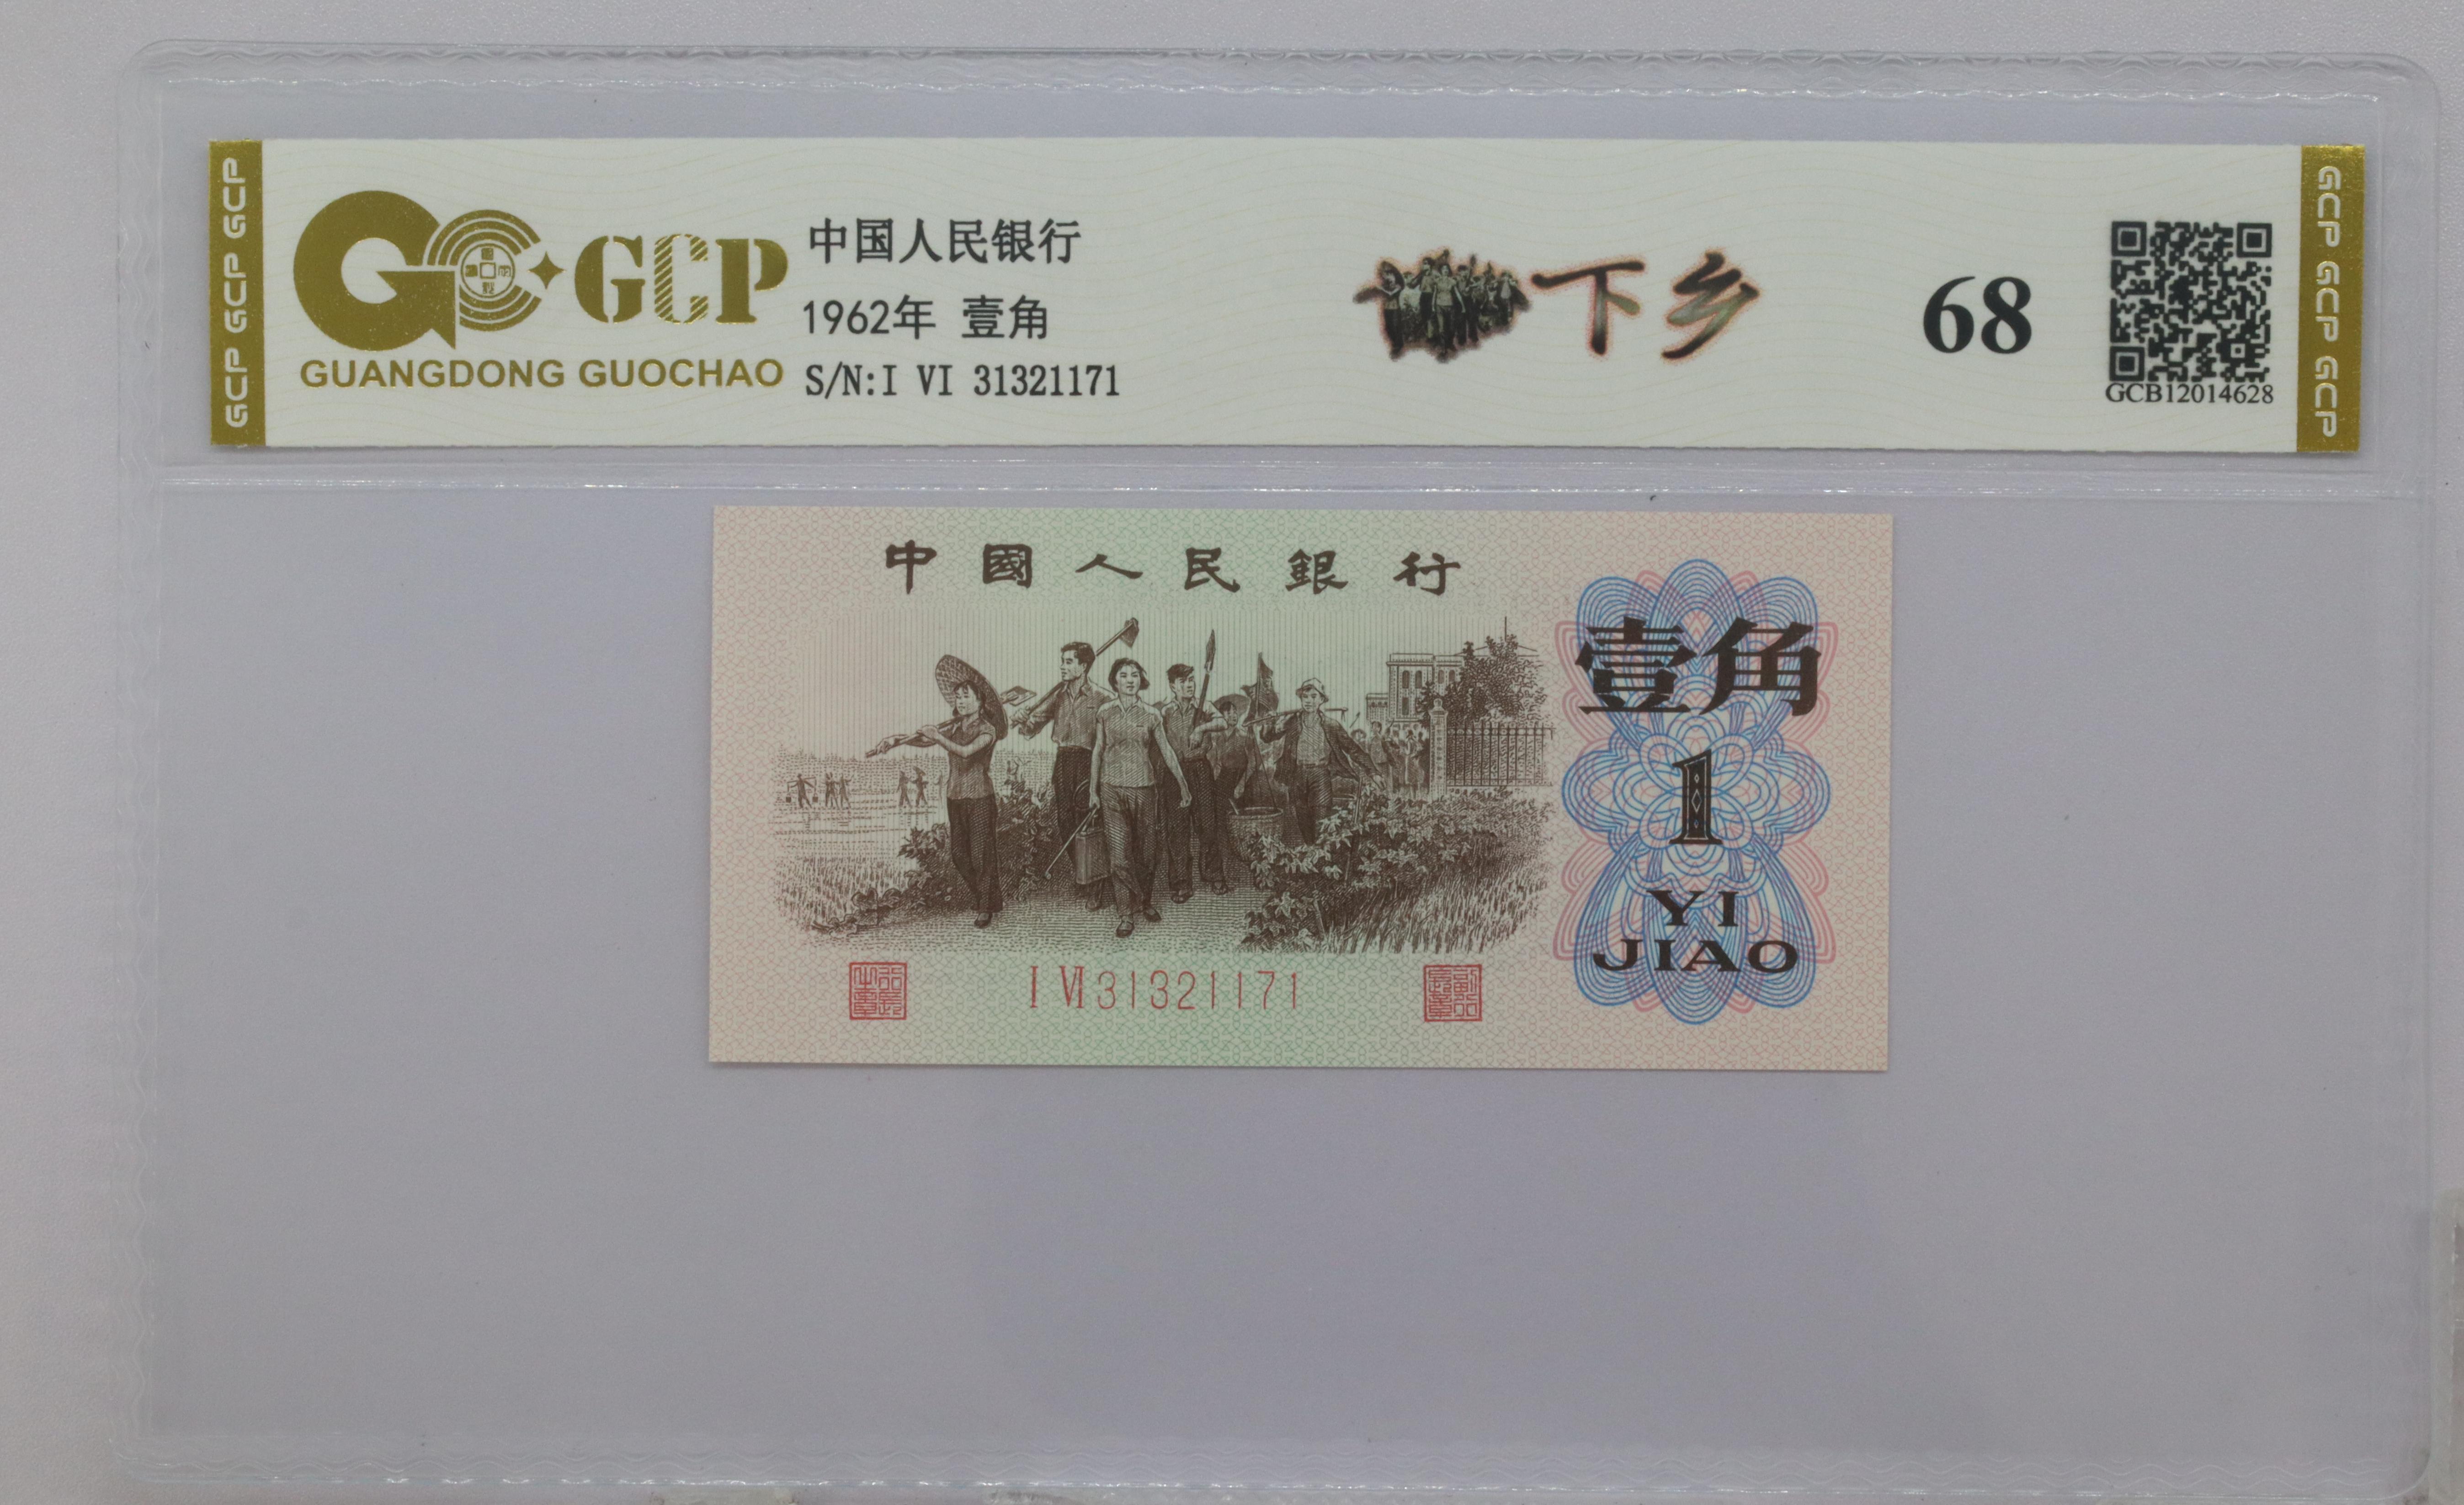 GCP GCP GCP
GCP
GUANGDONG GUOCHAO
中国人民银行
1962年 壹角
S/N:I VI 31321171
下乡
68
GCB12014628
GCP GCP GCP
中國人民銀行
壹角
1
YI
JIAO
I VI 31321171